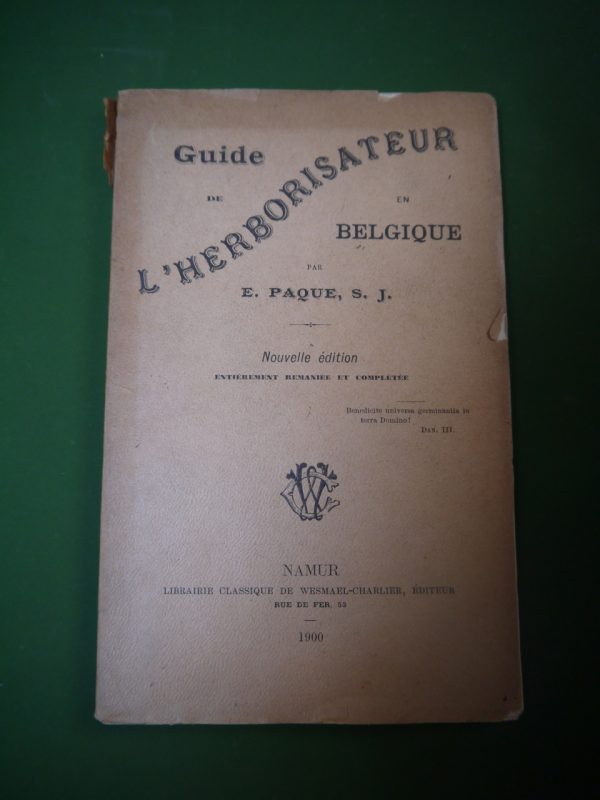 Guide
DE
L'HERBORISATEUR
EN
BELGIQUE
PAR
E. PAQUE, S. J.
Nouvelle édition
ENTIÈREMENT REMANIÉE ET COMPLÉTÉE
Benedicite universa germinantia in
terra Domino!
DAN. III.
WC
NAMUR
LIBRAIRIE CLASSIQUE DE WESMAEL-CHARLIER, ÉDITEUR
RUE DE FER, 53
1900